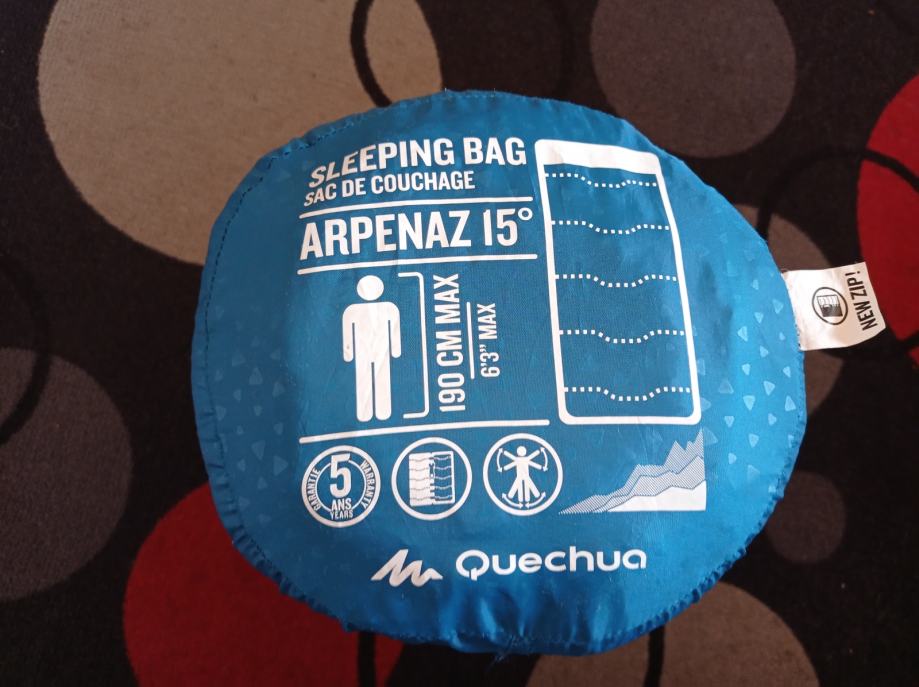 SLEEPING BAG
SAC DE COUCHAGE
ARPENAZ 15°
190 CM MAX
6'3" MAX
GARANTIE
5
ANS
YEARS
WARRANTY
Quechua
NEW ZIP!